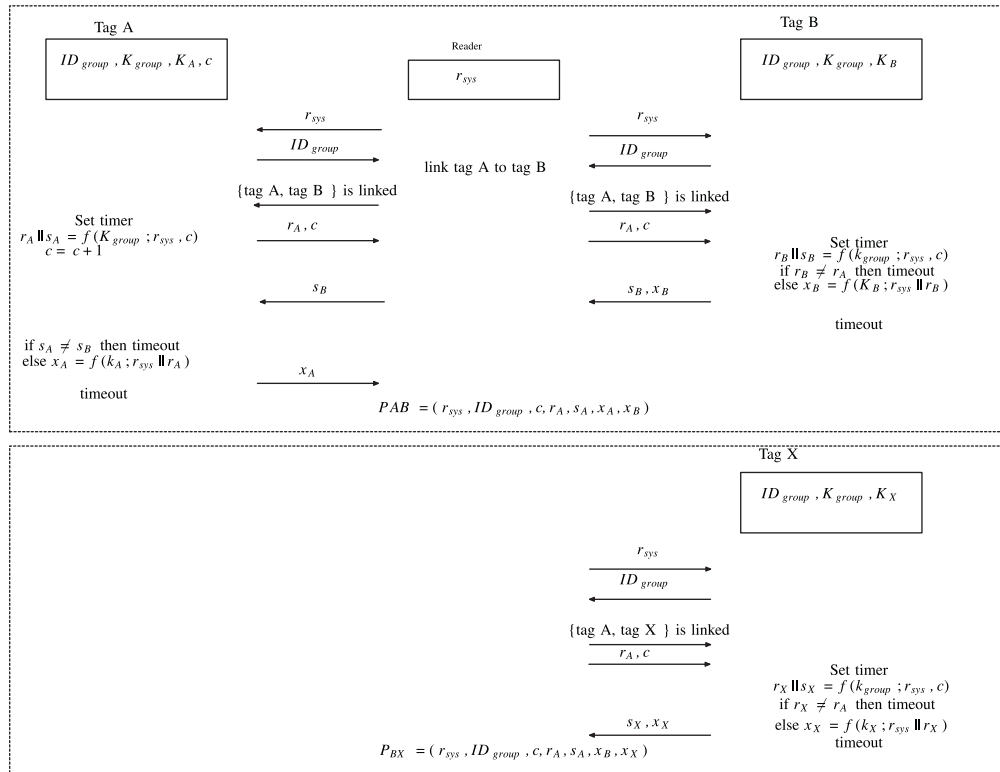 Tag A
Tag B
Reader
ID_group , K_group , K_A , c
r_sys
ID_group , K_group , K_B
r_sys
r_sys
ID_group
ID_group
link tag A to tag B
{tag A, tag B } is linked
{tag A, tag B } is linked
Set timer
r_A || s_A = f(K_group ; r_sys , c)
c = c+1
r_A , c
r_A , c
Set timer
r_B || s_B = f(k_group ; r_sys , c)
if r_B ≠ r_A then timeout
else x_B = f(K_B ; r_sys || r_B)
s_B
s_B , x_B
timeout
if s_A ≠ s_B then timeout
else x_A = f(k_A ; r_sys || r_A)
x_A
timeout
PAB = ( r_sys , ID_group , c, r_A , s_A , x_A , x_B )
Tag X
ID_group , K_group , K_X
r_sys
ID_group
{tag A, tag X } is linked
r_A , c
Set timer
r_X || s_X = f(k_group ; r_sys , c)
if r_X ≠ r_A then timeout
else x_X = f(k_X ; r_sys || r_X)
timeout
s_X , x_X
P_BX = ( r_sys , ID_group , c, r_A , s_A , x_B , x_X )